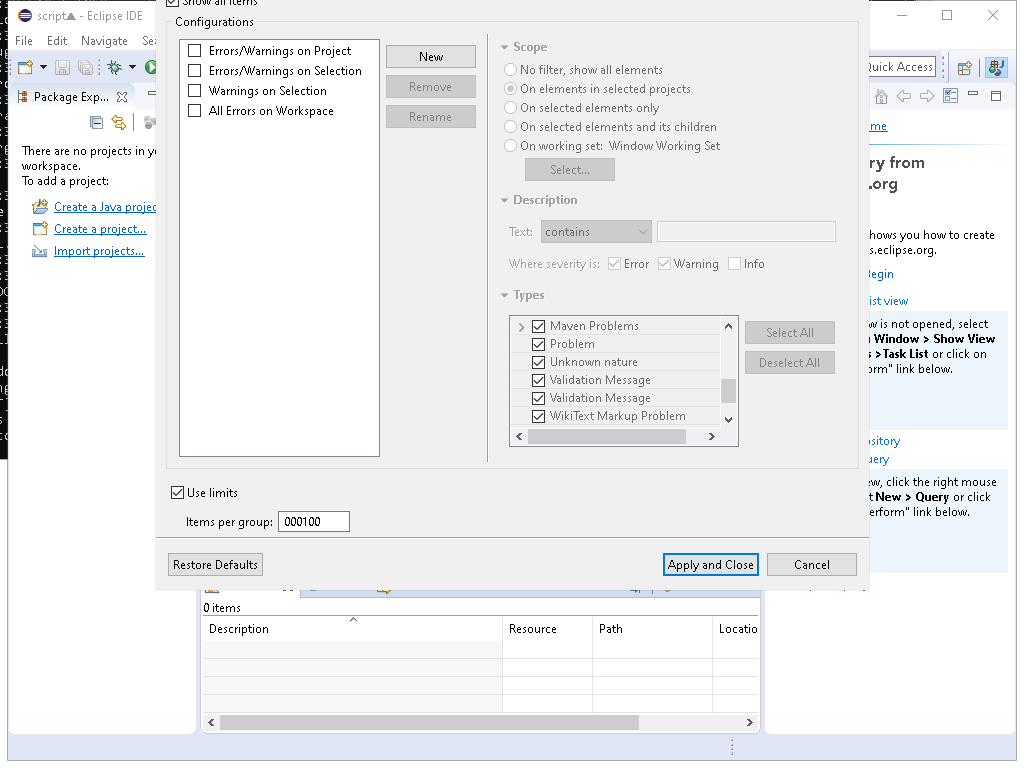 Show all items
script - Eclipse IDE
File Edit Navigate Sea
Quick Access
Package Exp...
There are no projects in yo
workspace.
To add a project:
Create a Java projec
Create a project...
Import projects...
Configurations
Errors/Warnings on Project
Errors/Warnings on Selection
Warnings on Selection
All Errors on Workspace
New
Remove
Rename
Scope
No filter, show all elements
On elements in selected projects
On selected elements only
On selected elements and its children
On working set: Window Working Set
Select...
Description
Text: contains
Where severity is: Error Warning Info
Types
Maven Problems
Problem
Unknown nature
Validation Message
Validation Message
WikiText Markup Problem
Select All
Deselect All
Use limits
Items per group: 000100
Restore Defaults
Apply and Close
Cancel
me
ry from
.org
hows you how to create
s.eclipse.org.
Begin
ist view
w is not opened, select
Window > Show View
s >Task List or click on
orm" link below.
ository
uery
ew, click the right mouse
t New > Query or click
erform" link below.
0 items
Description Resource Path Locatio